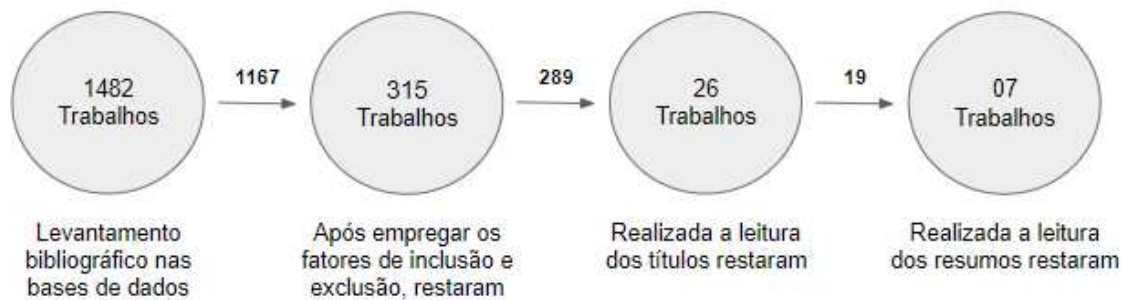 1482
Trabalhos
1167
315
Trabalhos
289
26
Trabalhos
19
07
Trabalhos
Levantamento
bibliográfico nas
bases de dados
Após empregar os
fatores de inclusão e
exclusão, restaram
Realizada a leitura
dos títulos restaram
Realizada a leitura
dos resumos restaram